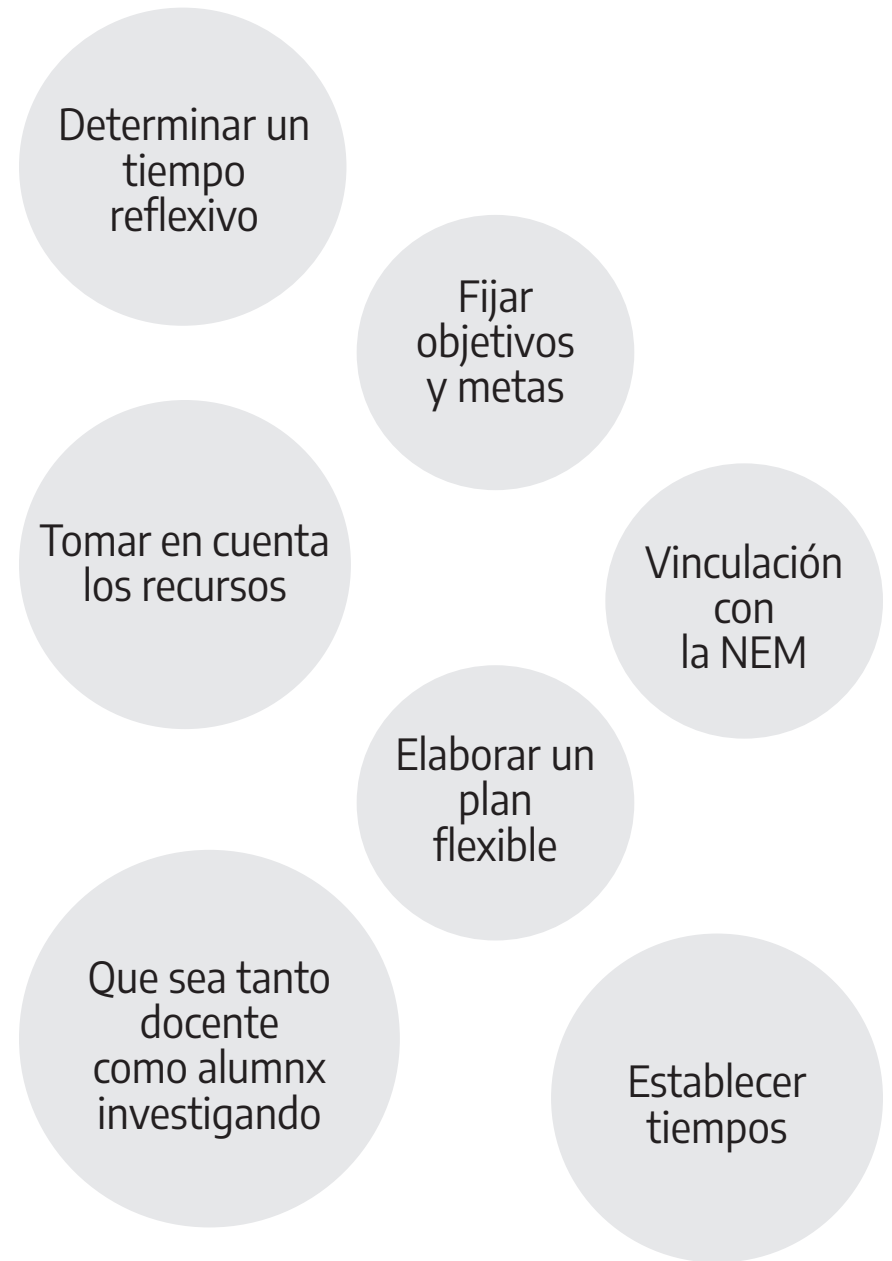 Determinar un
tiempo
reflexivo
Fijar
objetivos
y metas
Tomar en cuenta
los recursos
Vinculación
con
la NEM
Elaborar un
plan
flexible
Que sea tanto
docente
como alumnx
investigando
Establecer
tiempos